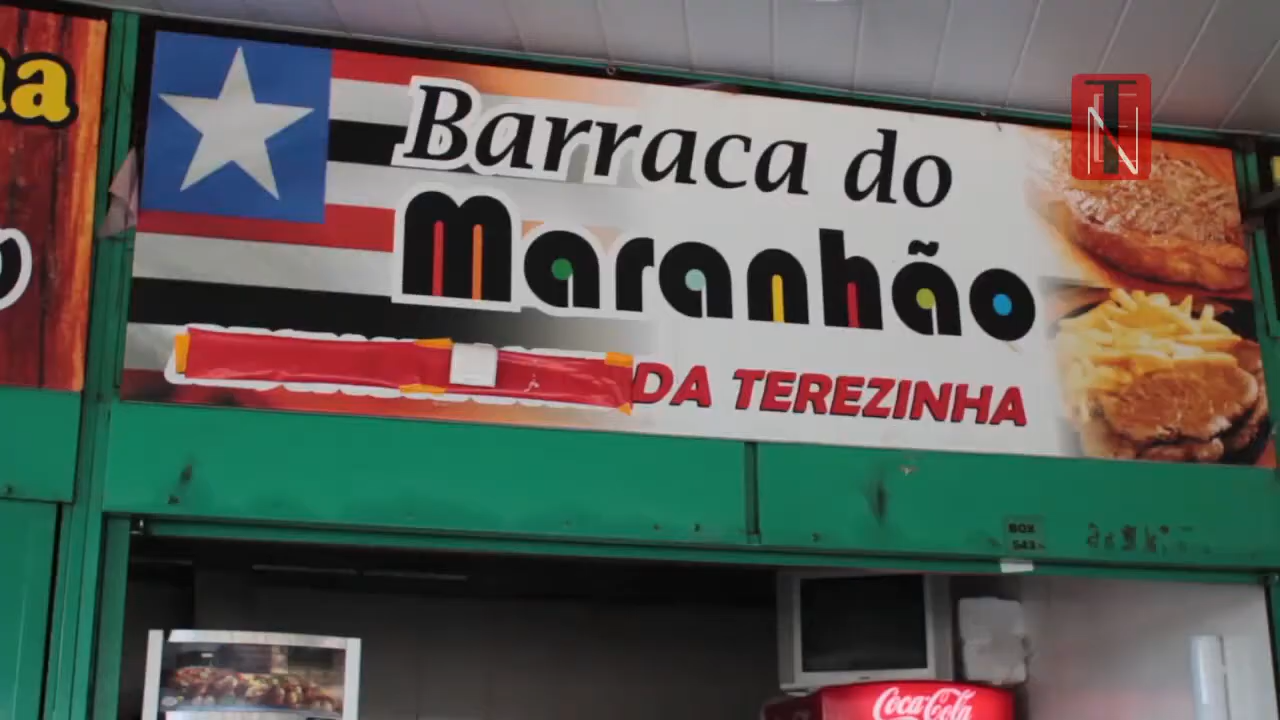 Barraca do
Maranhão
DA TEREZINHA
BOX
543
Coca-Cola